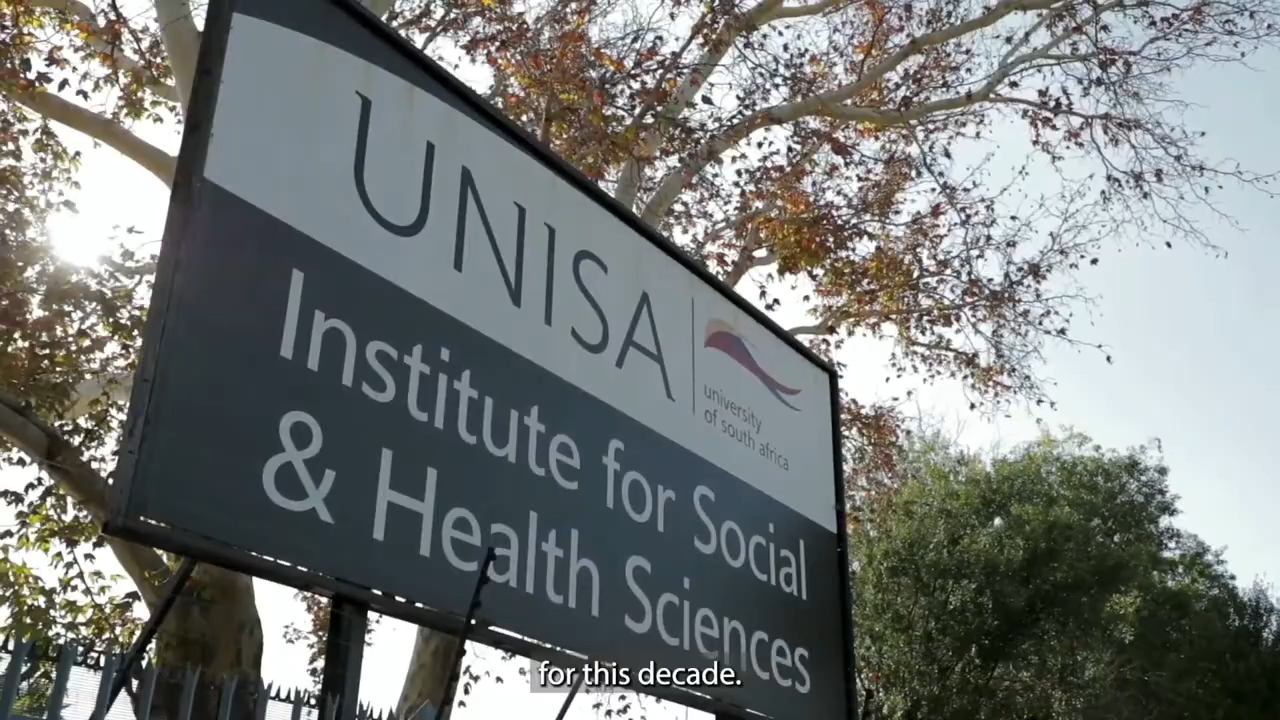 UNISA
university
of south africa
Institute for Social
& Health Sciences
for this decade.